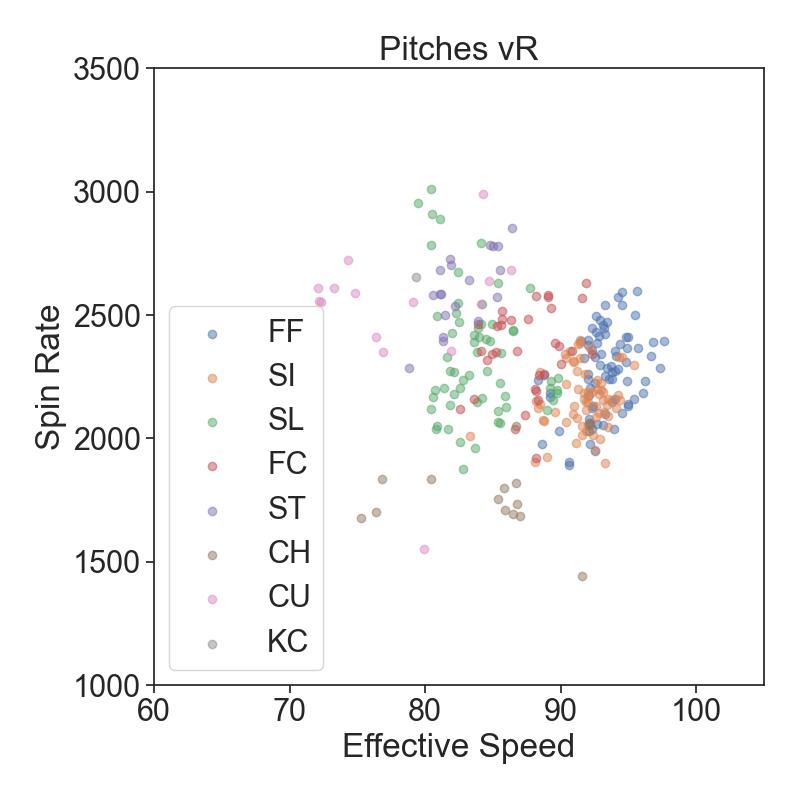 Pitches vR
3500
3000
2500
2000
1500
1000
Spin Rate
FF
SI
SL
FC
ST
CH
CU
KC
60 70 80 90 100
Effective Speed